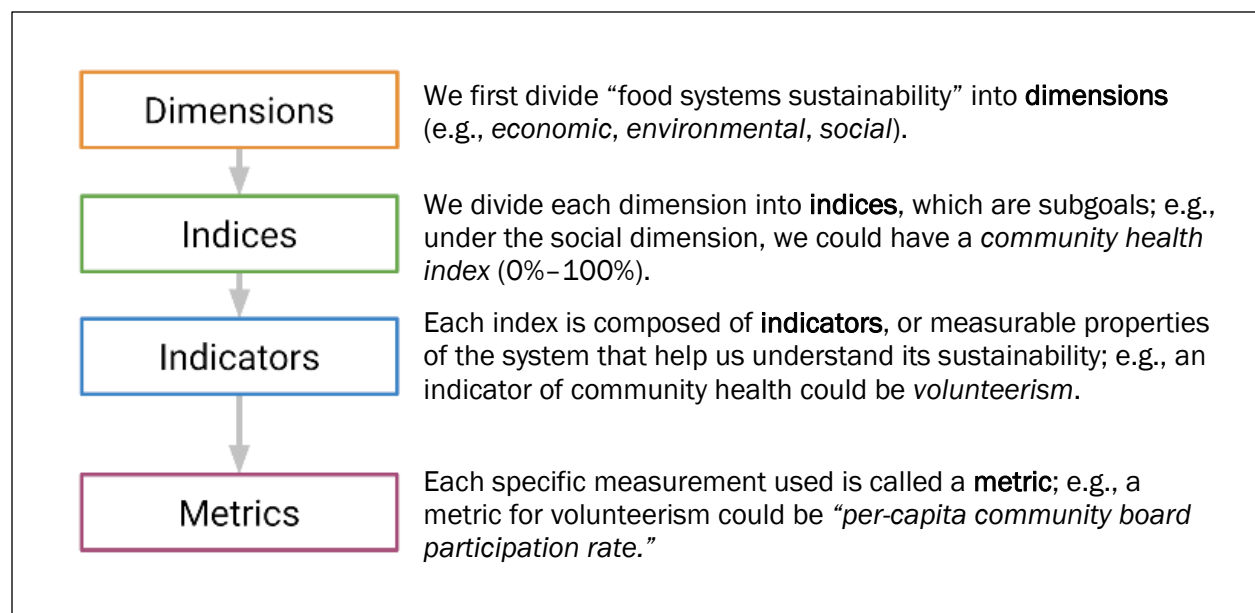 Dimensions
We first divide “food systems sustainability” into dimensions
(e.g., economic, environmental, social).
Indices
We divide each dimension into indices, which are subgoals; e.g.,
under the social dimension, we could have a community health
index (0%–100%).
Indicators
Each index is composed of indicators, or measurable properties
of the system that help us understand its sustainability; e.g., an
indicator of community health could be volunteerism.
Metrics
Each specific measurement used is called a metric; e.g., a
metric for volunteerism could be “per-capita community board
participation rate.”